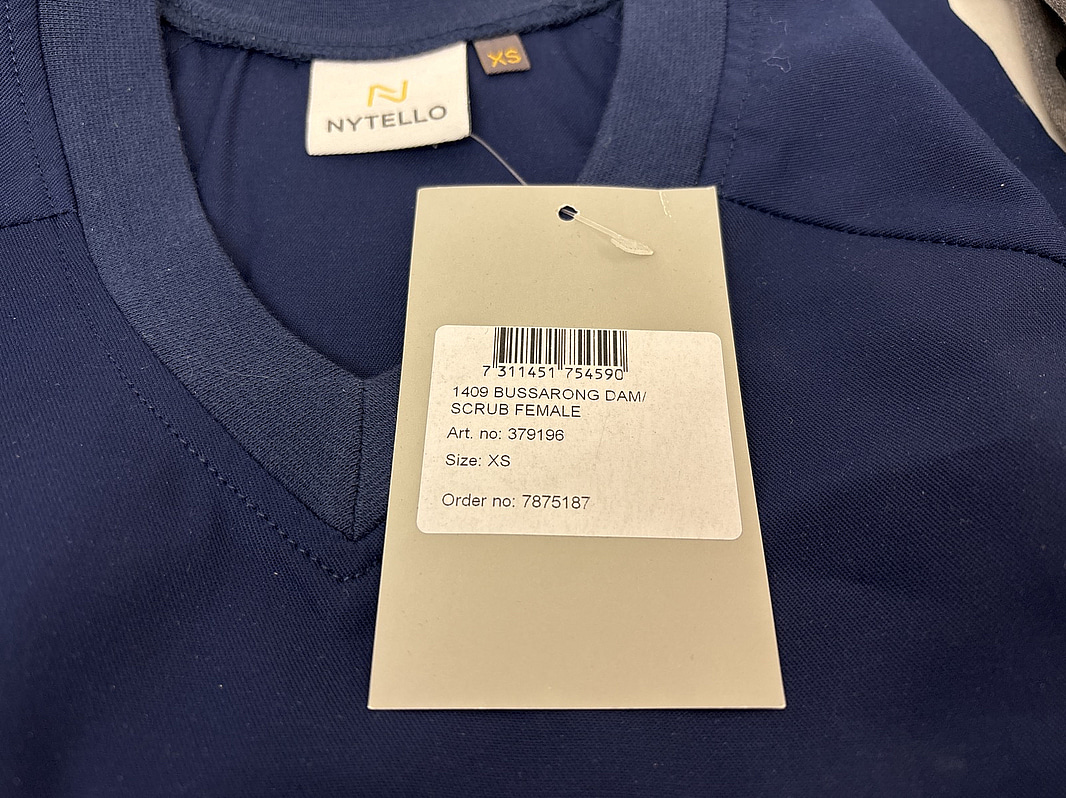 XS
NYTELLO
7 311451 754590
1409 BUSSARONG DAM/
SCRUB FEMALE
Art. no: 379196
Size: XS
Order no: 7875187